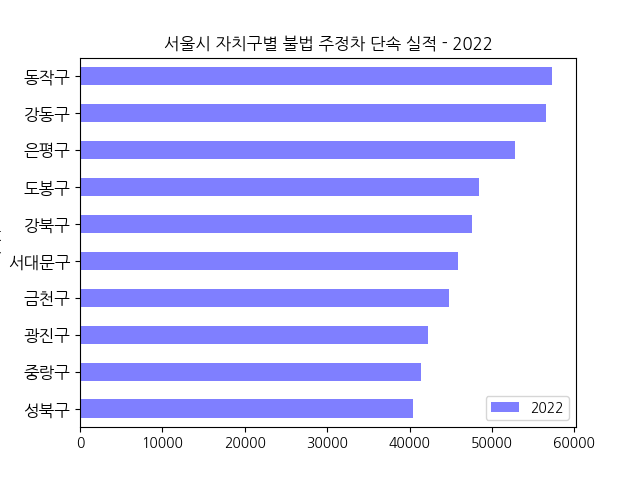 서울시 자치구별 불법 주정차 단속 실적 - 2022
동작구
강동구
은평구
도봉구
강북구
서대문구
금천구
광진구
중랑구
성북구
2022
0 10000 20000 30000 40000 50000 60000